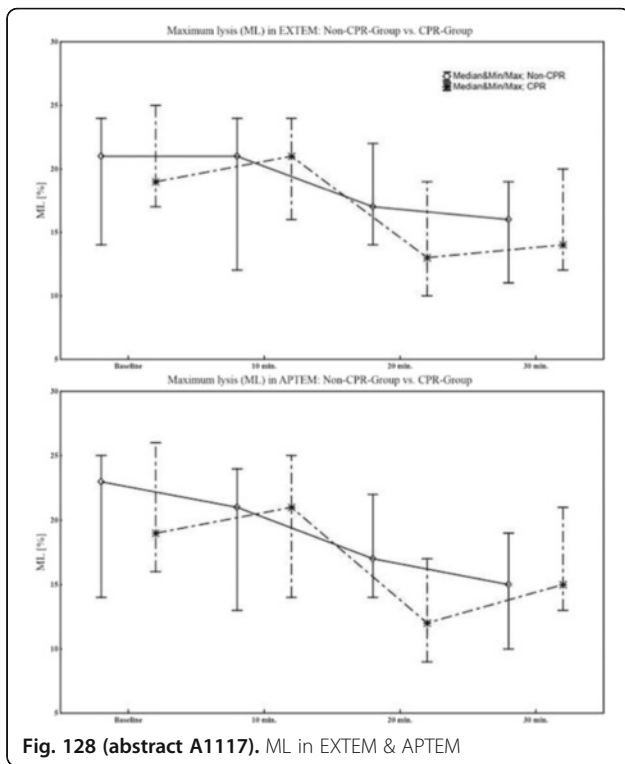 Maximum lysis (ML) in EXTEM: Non-CPR-Group vs. CPR-Group
Median&Min/Max; Non-CPR
Median&Min/Max; CPR
30
25
20
15
10
5
ML [%]
Baseline
10 min.
20 min.
30 min.
Maximum lysis (ML) in APTEM: Non-CPR-Group vs. CPR-Group
30
25
20
15
10
5
ML [%]
Baseline
10 min.
20 min.
30 min.
Fig. 128 (abstract A1117). ML in EXTEM & APTEM